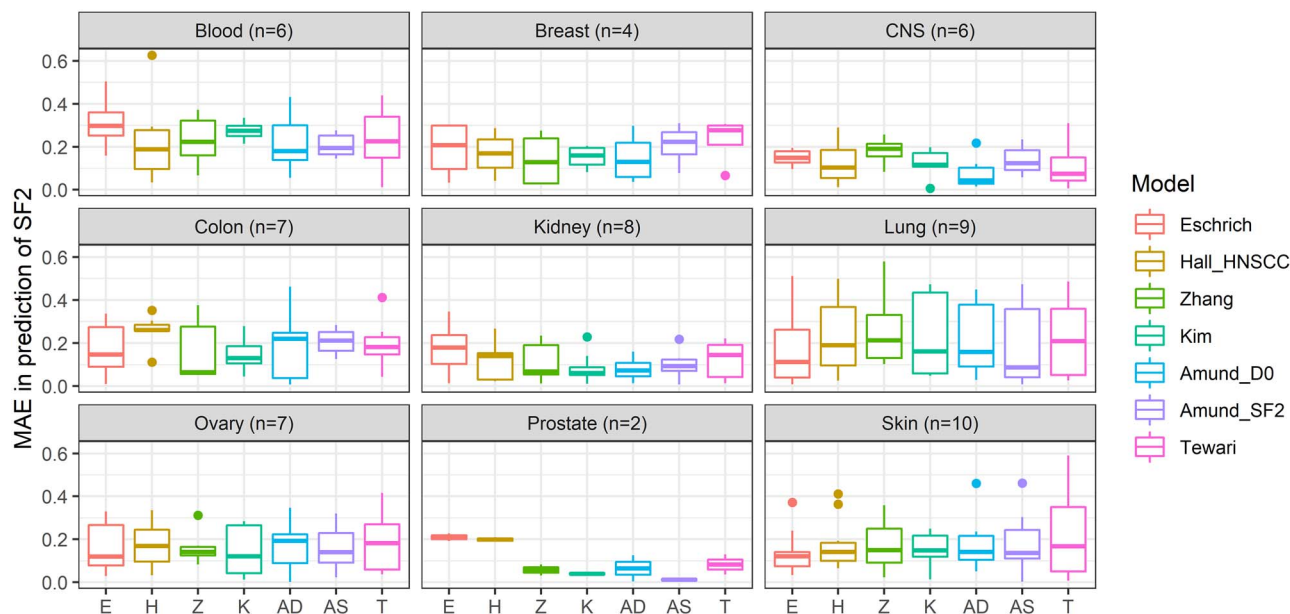 Blood (n=6) Breast (n=4) CNS (n=6)
0.6
0.4
0.2
0.0
Colon (n=7) Kidney (n=8) Lung (n=9)
0.6
0.4
0.2
0.0
Ovary (n=7) Prostate (n=2) Skin (n=10)
0.6
0.4
0.2
0.0
E H Z K AD AS T E H Z K AD AS T E H Z K AD AS T
MAE in prediction of SF2
Model
Eschrich
Hall_HNSCC
Zhang
Kim
Amund_D0
Amund_SF2
Tewari